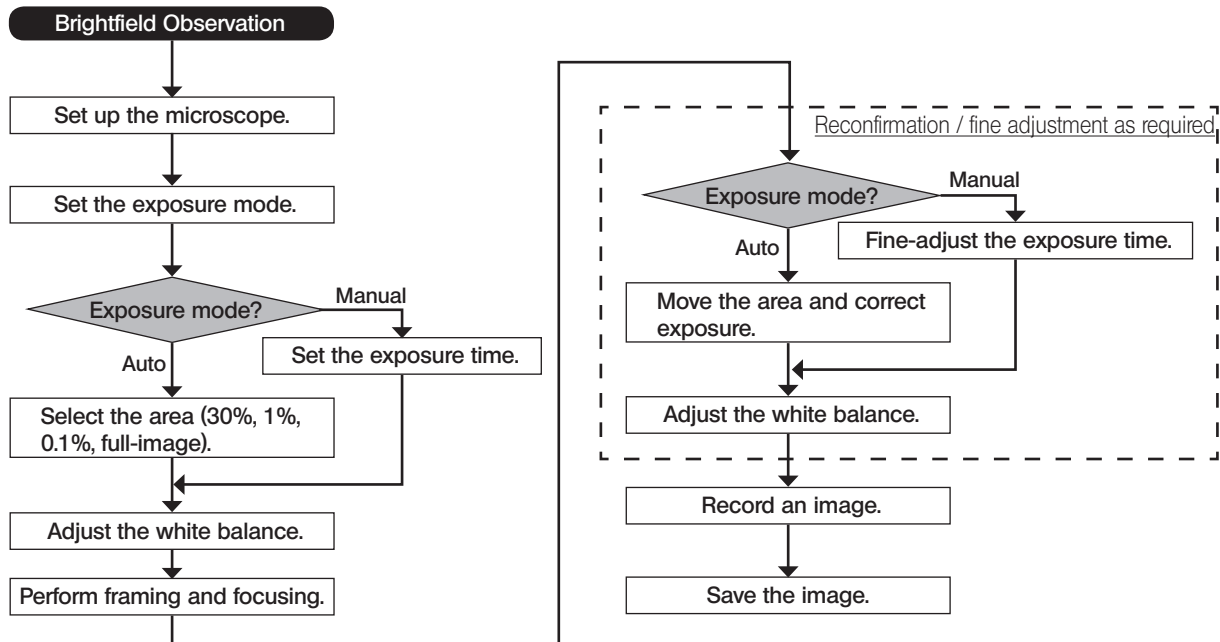 Brightfield Observation
Set up the microscope.
Set the exposure mode.
Exposure mode?
Manual
Set the exposure time.
Auto
Select the area (30%, 1%,
0.1%, full-image).
Adjust the white balance.
Perform framing and focusing.
Reconfirmation / fine adjustment as required
Exposure mode?
Manual
Fine-adjust the exposure time.
Auto
Move the area and correct
exposure.
Adjust the white balance.
Record an image.
Save the image.